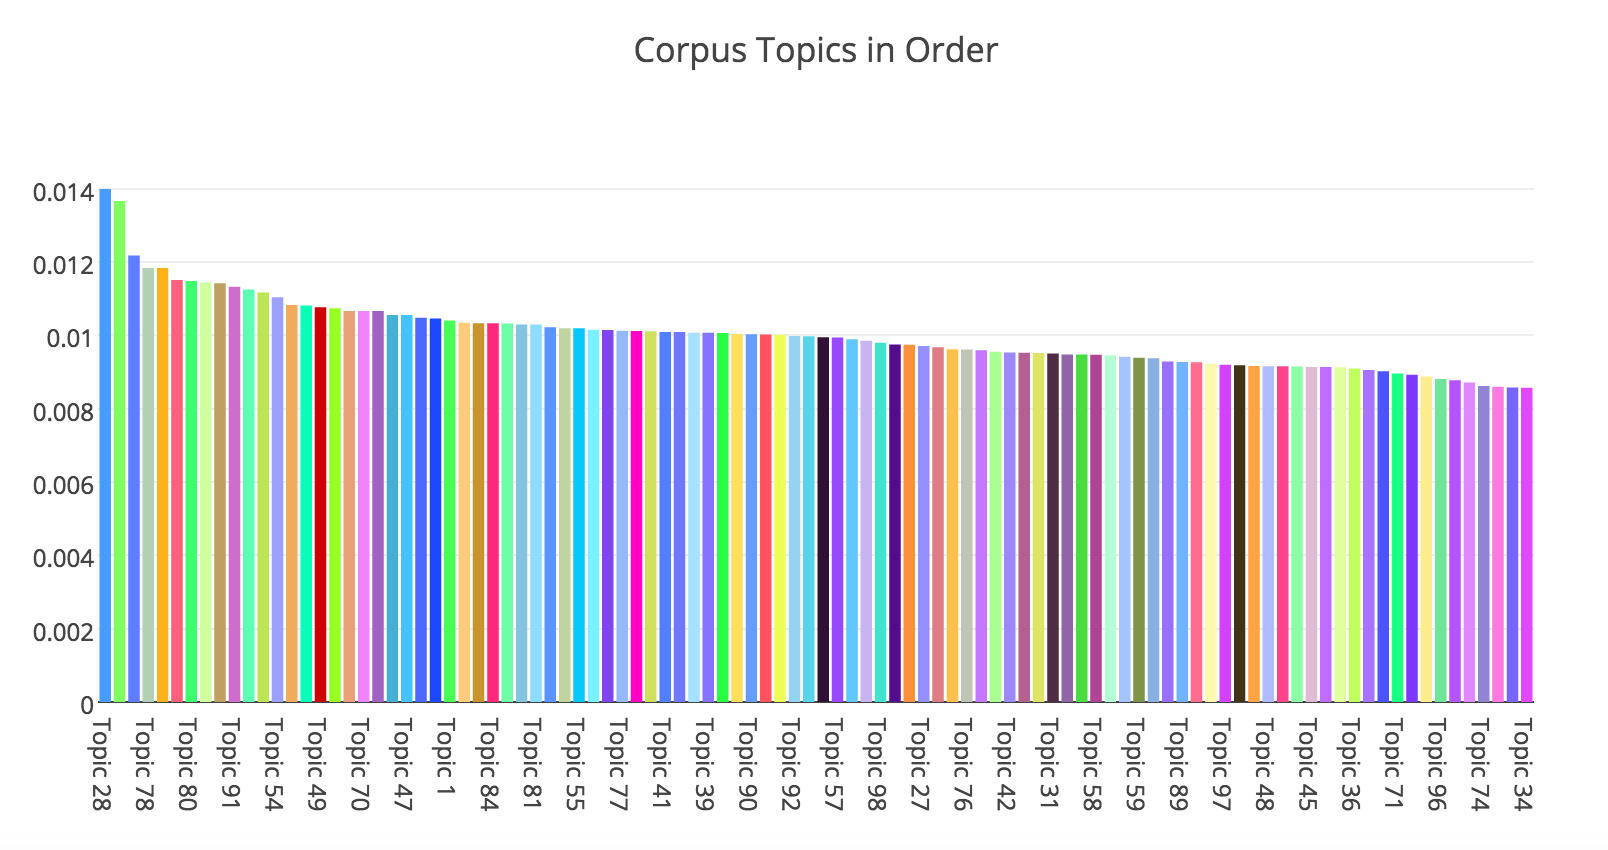 Corpus Topics in Order
0.014
0.012
0.01
0.008
0.006
0.004
0.002
0
Topic 28
Topic 78
Topic 80
Topic 91
Topic 54
Topic 49
Topic 70
Topic 47
Topic 1
Topic 84
Topic 81
Topic 55
Topic 77
Topic 41
Topic 39
Topic 90
Topic 92
Topic 57
Topic 98
Topic 27
Topic 76
Topic 42
Topic 31
Topic 58
Topic 59
Topic 89
Topic 97
Topic 48
Topic 45
Topic 36
Topic 71
Topic 96
Topic 74
Topic 34